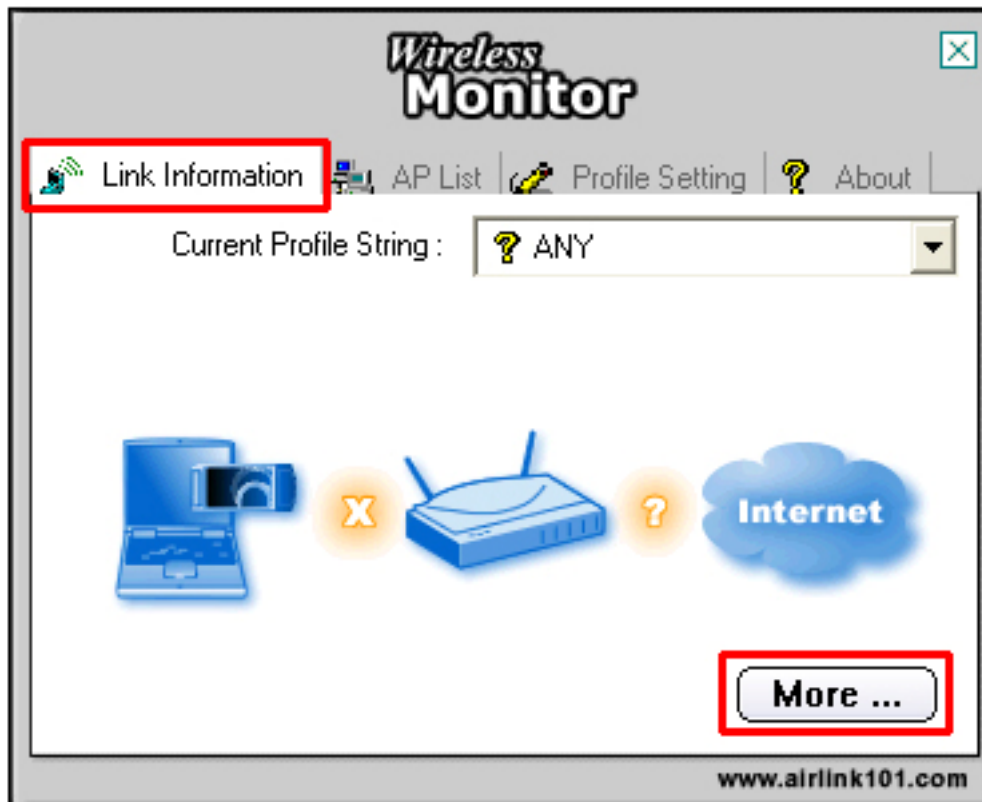 Wireless
Monitor
Link Information
AP List
Profile Setting
? About
Current Profile String :
? ANY
X
?
Internet
More ...
www.airlink101.com